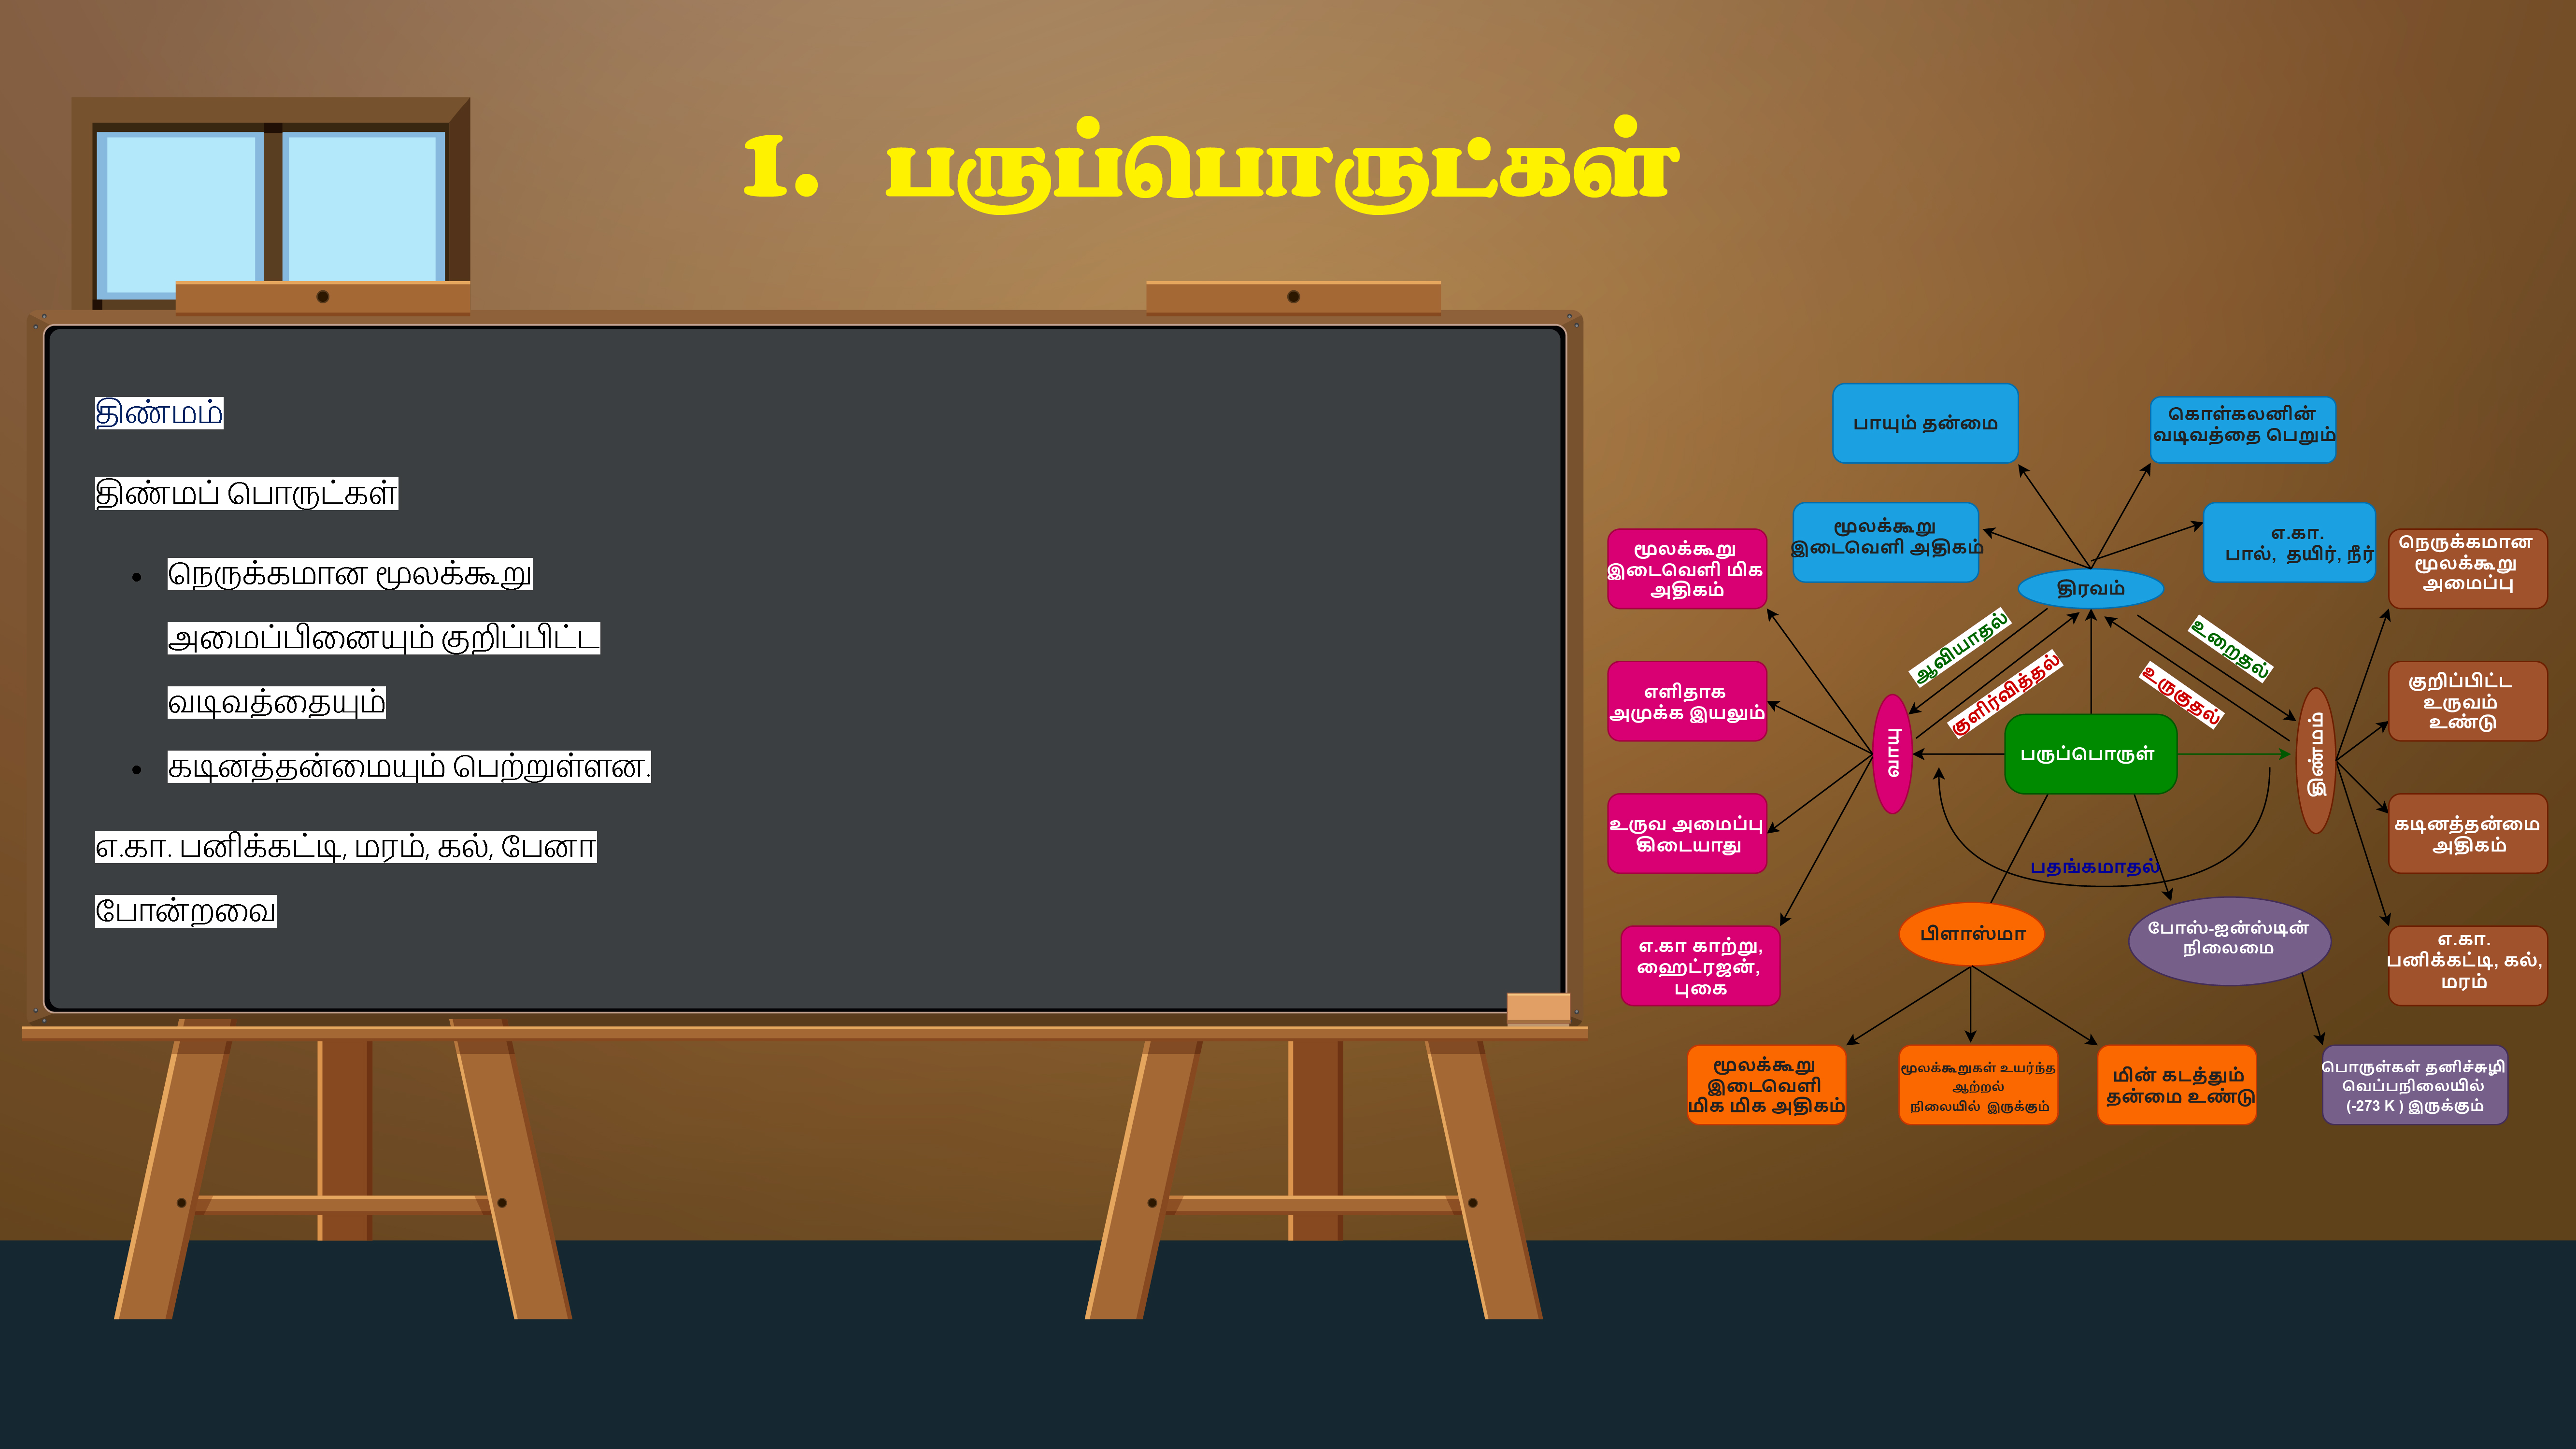 1. பருப்பொருட்கள்
திண்மம்
திண்மப் பொருட்கள்
• நெருக்கமான மூலக்கூறு
அமைப்பினையும் குறிப்பிட்ட
வடிவத்தையும்
• கடினத்தன்மையும் பெற்றுள்ளன.
எ.கா. பனிக்கட்டி, மரம், கல், பேனா
போன்றவை
பாயும் தன்மை
கொள்கலனின்
வடிவத்தை பெறும்
மூலக்கூறு
இடைவெளி அதிகம்
எ.கா.
பால், தயிர், நீர்
திரவம்
மூலக்கூறு
இடைவெளி மிக
அதிகம்
எளிதாக
அமுக்க இயலும்
உருவ அமைப்பு
கிடையாது
எ.கா காற்று,
ஹைட்ரஜன்,
புகை
வாயு
ஆவியாதல்
குளிர்வித்தல்
உறைதல்
உருகுதல்
பருப்பொருள்
திண்மம்
நெருக்கமான
மூலக்கூறு
அமைப்பு
குறிப்பிட்ட
உருவம்
உண்டு
கடினத்தன்மை
அதிகம்
எ.கா.
பனிக்கட்டி, கல்,
மரம்
பதங்கமாதல்
பிளாஸ்மா
போஸ்-ஐன்ஸ்டின்
நிலைமை
மூலக்கூறு
இடைவெளி
மிக மிக அதிகம்
மூலக்கூறுகள் உயர்ந்த
ஆற்றல்
நிலையில் இருக்கும்
மின் கடத்தும்
தன்மை உண்டு
பொருள்கள் தனிச்சுழி
வெப்பநிலையில்
(-273 K ) இருக்கும்